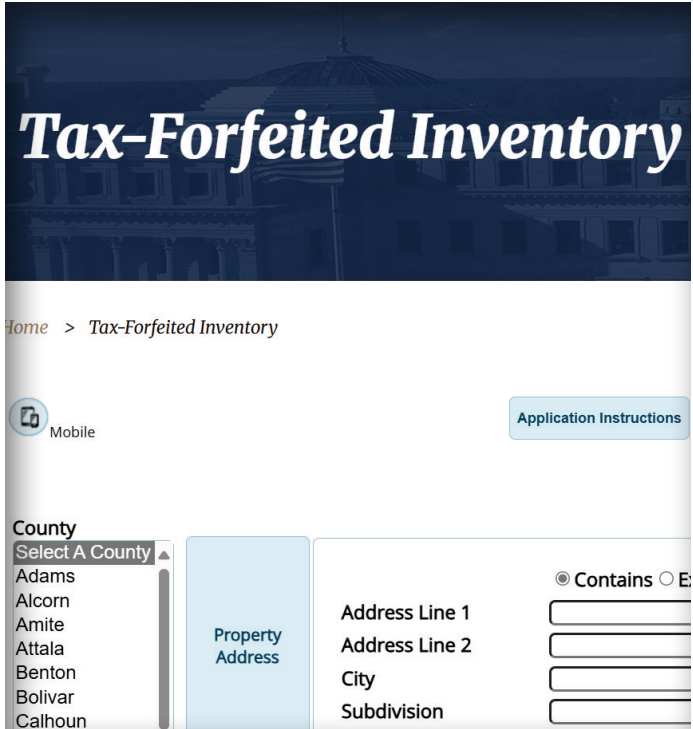 Tax-Forfeited Inventory
Home > Tax-Forfeited Inventory
Mobile
Application Instructions
County
Select A County
Adams
Alcorn
Amite
Attala
Benton
Bolivar
Calhoun
Property
Address
Contains
Address Line 1
Address Line 2
City
Subdivision